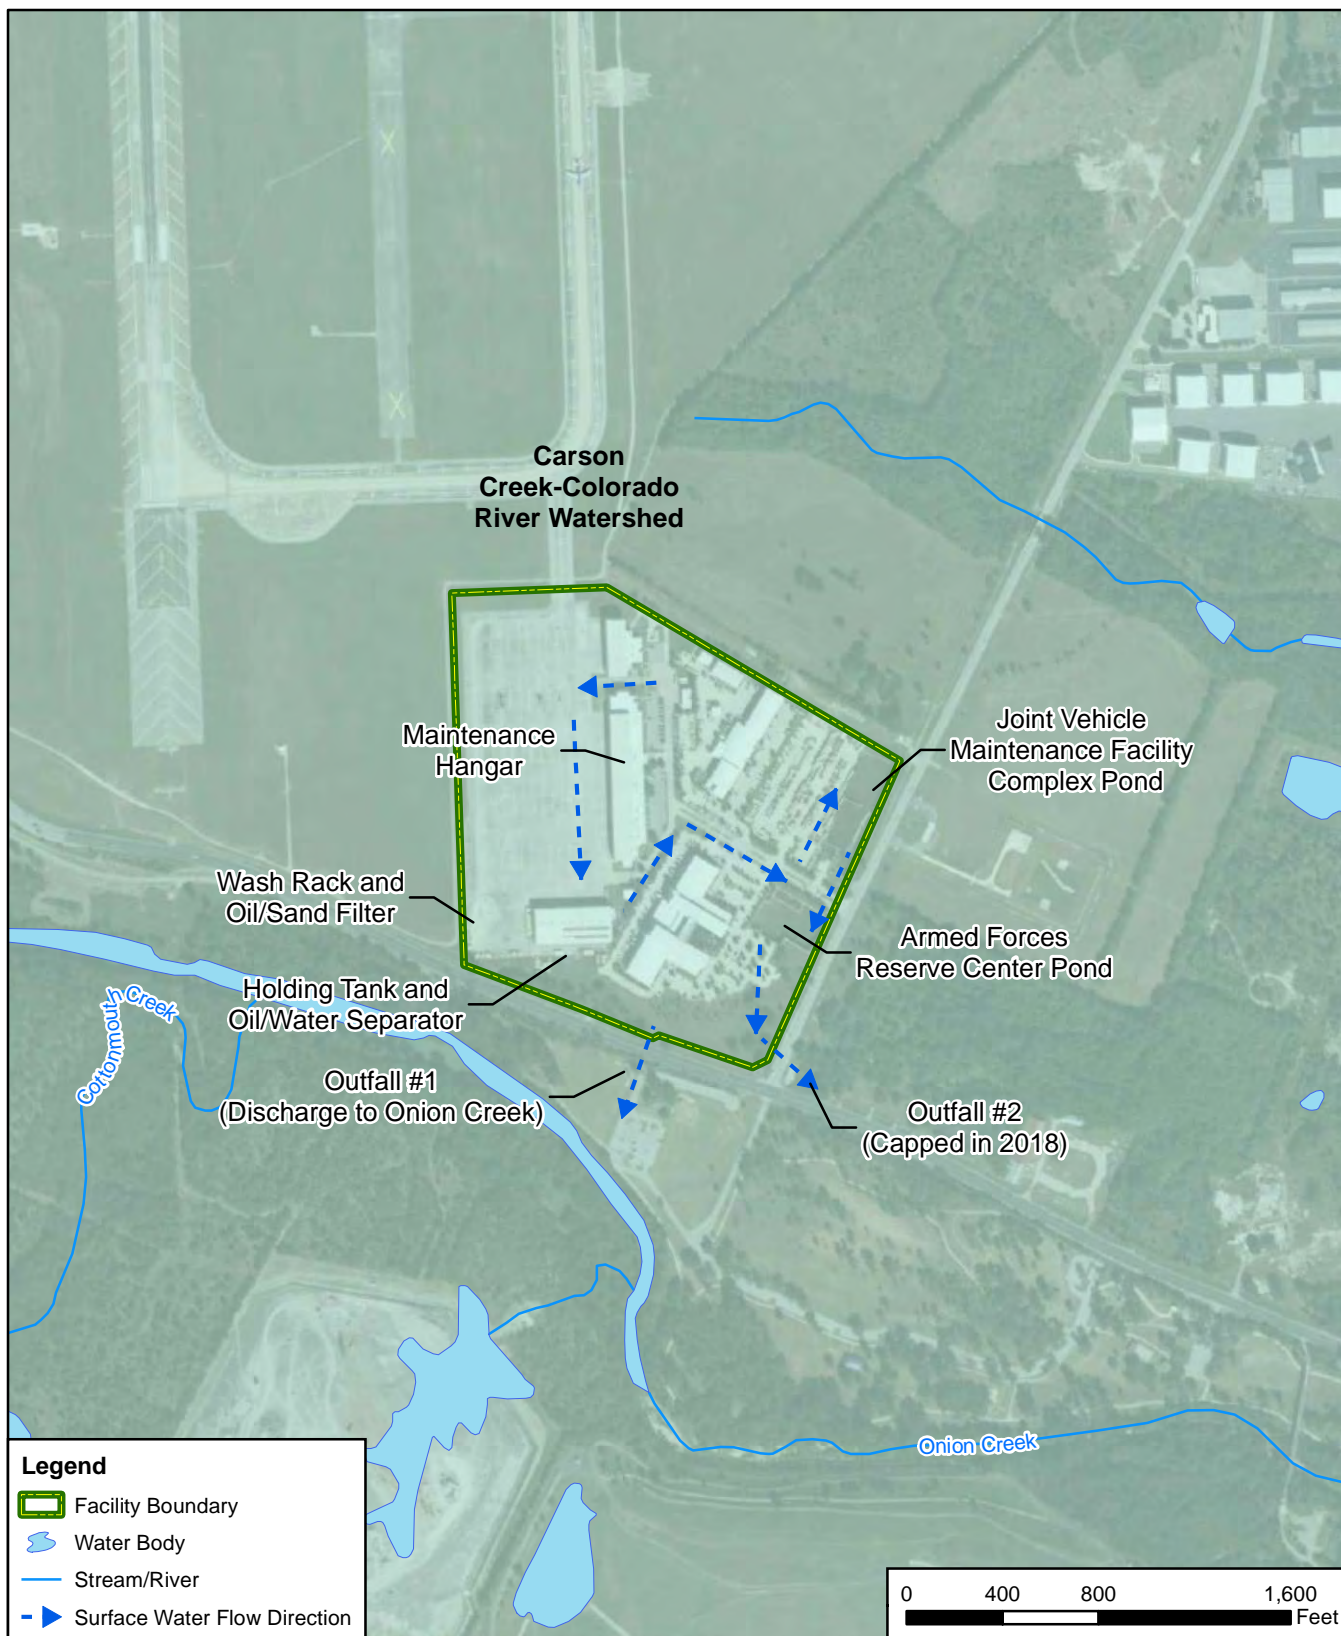 Carson
Creek-Colorado
River Watershed
Maintenance
Hangar
Joint Vehicle
Maintenance Facility
Complex Pond
Wash Rack and
Oil/Sand Filter
Armed Forces
Reserve Center Pond
Holding Tank and
Oil/Water Separator
Cottonmouth Creek
Outfall #1
(Discharge to Onion Creek)
Outfall #2
(Capped in 2018)
Onion Creek
Legend
Facility Boundary
Water Body
Stream/River
Surface Water Flow Direction
0 400 800 1,600
Feet